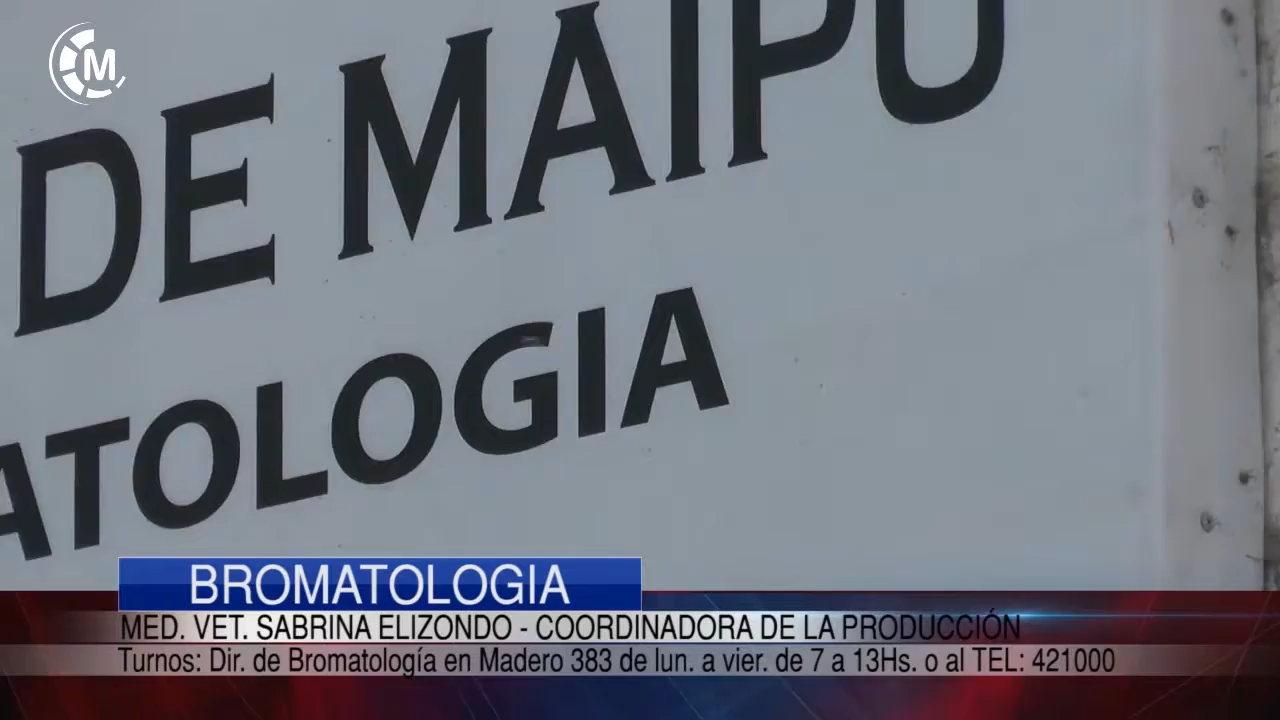 M
DE MAIPU
ATOLOGIA
BROMATOLOGIA
MED. VET. SABRINA ELIZONDO - COORDINADORA DE LA PRODUCCIÓN
Turnos: Dir. de Bromatología en Madero 383 de lun. a vier. de 7 a 13Hs. o al TEL: 421000